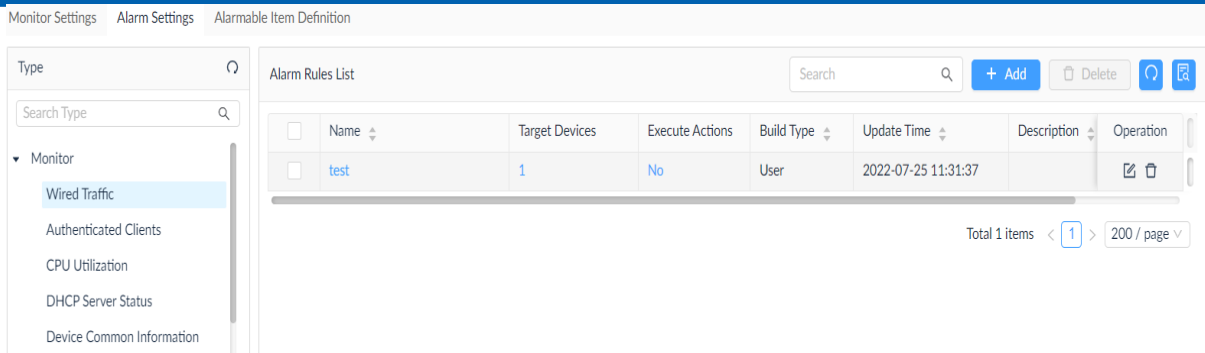 Monitor Settings Alarm Settings Alarmable Item Definition
Type
Search Type
Monitor
Wired Traffic
Authenticated Clients
CPU Utilization
DHCP Server Status
Device Common Information
Alarm Rules List Search + Add Delete
Name Target Devices Execute Actions Build Type Update Time Description Operation
test 1 No User 2022-07-25 11:31:37
Total 1 items < 1 > 200 / page